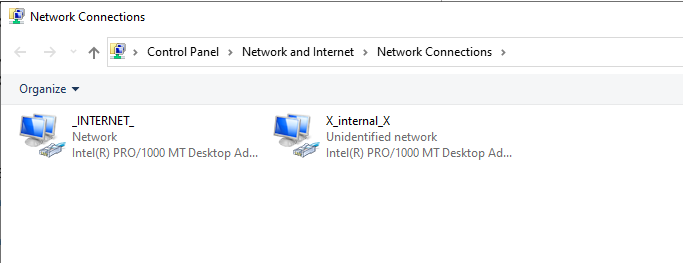 Network Connections
Control Panel > Network and Internet > Network Connections >
Organize
_INTERNET_
Network
Intel(R) PRO/1000 MT Desktop Ad...
X_internal_X
Unidentified network
Intel(R) PRO/1000 MT Desktop Ad...